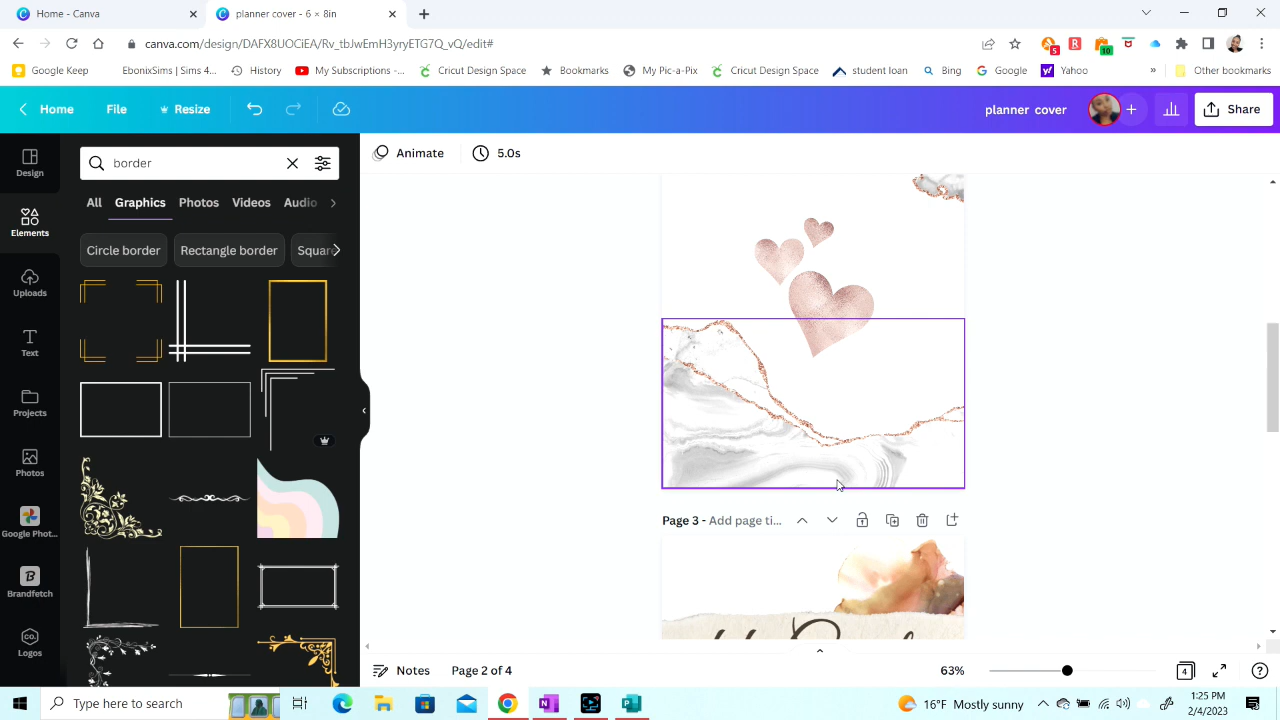 Home - Canva
planner cover - 6 × 8in
canva.com/design/DAFX8UOCiEA/Rv_tbJwEmH3yryETG7Q_vQ/edit#
5
10
Google Keep
EbonixSims | Sims 4...
History
My Subscriptions -...
Cricut Design Space
Bookmarks
My Pic-a-Pix
Cricut Design Space
student loan
Bing
Google
Yahoo
»
Other bookmarks
Home
File
Resize
planner cover
Share
Animate
5.0s
Design
Elements
Uploads
Text
Projects
Photos
Google Phot...
Brandfetch
Logos
border
All
Graphics
Photos
Videos
Audio
Circle border
Rectangle border
Square
Page 3 - Add page ti...
Notes
Page 2 of 4
63%
4
Type here to search
16°F Mostly sunny
1:25 PM
2/4/2023